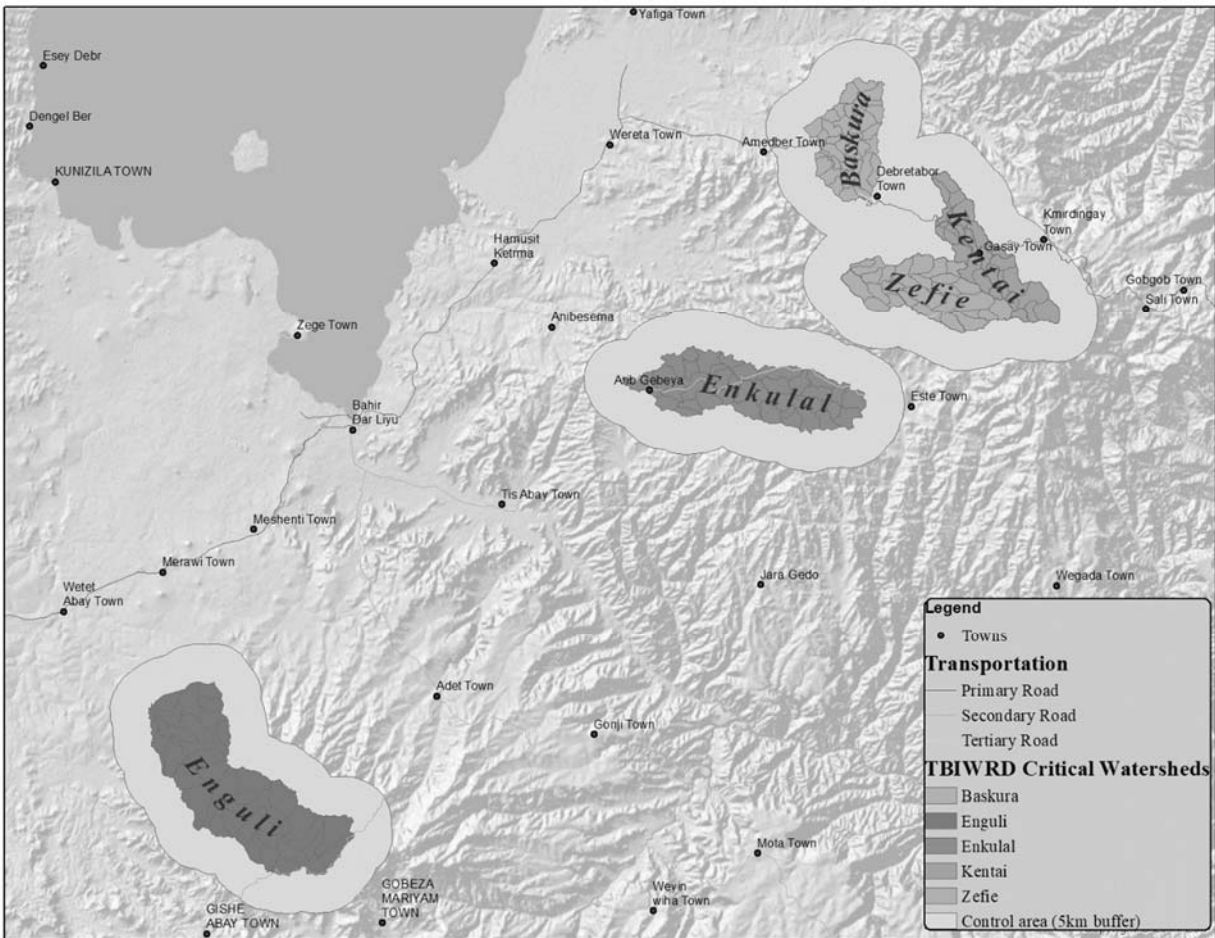 Yafiga Town
Esey Debr
Dengel Ber
Wereta Town
Amedber Town
Baskura
KUNIZILA TOWN
Debretabor
Town
Kentai
Kmirdingay
Town
Hamusit
Ketrma
Gasay Town
Zefie
Gobgob Town
Sali Town
Zege Town
Anibesema
Arib Gebeya
Enkulal
Este Town
Bahir
Dar Liyu
Tis Abay Town
Meshenti Town
Merawi Town
Jara Gedo
Wegada Town
Wetet
Abay Town
Adet Town
Gonji Town
Enguli
Mota Town
GOBEZA
MARIYAM
TOWN
Weyin
wiha Town
GISHE
ABAY TOWN
Legend
Towns
Transportation
Primary Road
Secondary Road
Tertiary Road
TBIWRD Critical Watersheds
Baskura
Enguli
Enkulal
Kentai
Zefie
Control area (5km buffer)